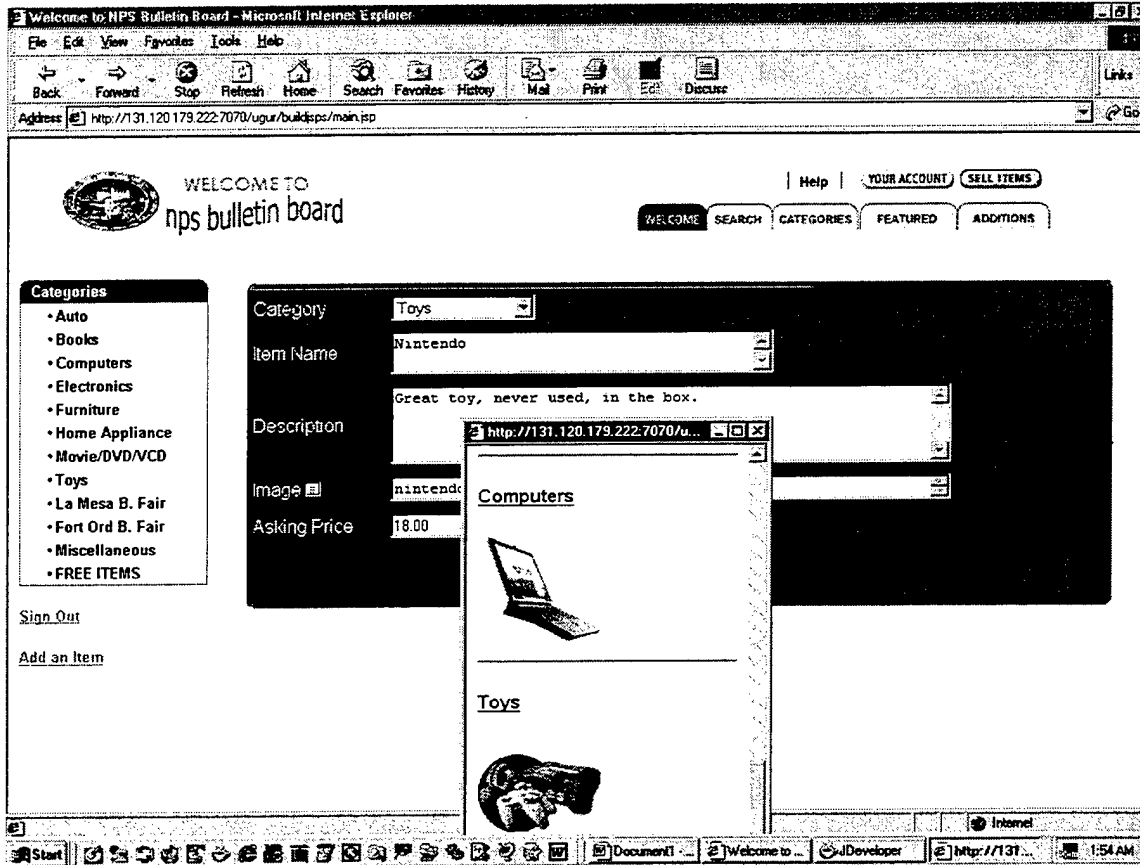 Welcome to NPS Bulletin Board - Microsoft Internet Explorer
File Edit View Favorites Tools Help
Back Forward Stop Refresh Home Search Favorites History Mail Print Edit Discuss Links
Address http://131.120.179.222:7070/ugur/buildjsps/main.jsp Go
WELCOME TO
nps bulletin board
Help YOUR ACCOUNT SELL ITEMS
WELCOME SEARCH CATEGORIES FEATURED ADDITIONS
Categories
•Auto
•Books
•Computers
•Electronics
•Furniture
•Home Appliance
•Movie/DVD/VCD
•Toys
•La Mesa B. Fair
•Fort Ord B. Fair
•Miscellaneous
•FREE ITEMS
Sign Out
Add an Item
Category Toys
Item Name Nintendo
Description Great toy, never used, in the box.
Image nintendo
Asking Price 18.00
http://131.120.179.222:7070/u...
Computers
Toys
Internet
Start Document1 - ... Welcome to ... JDeveloper http://131... 1:54 AM